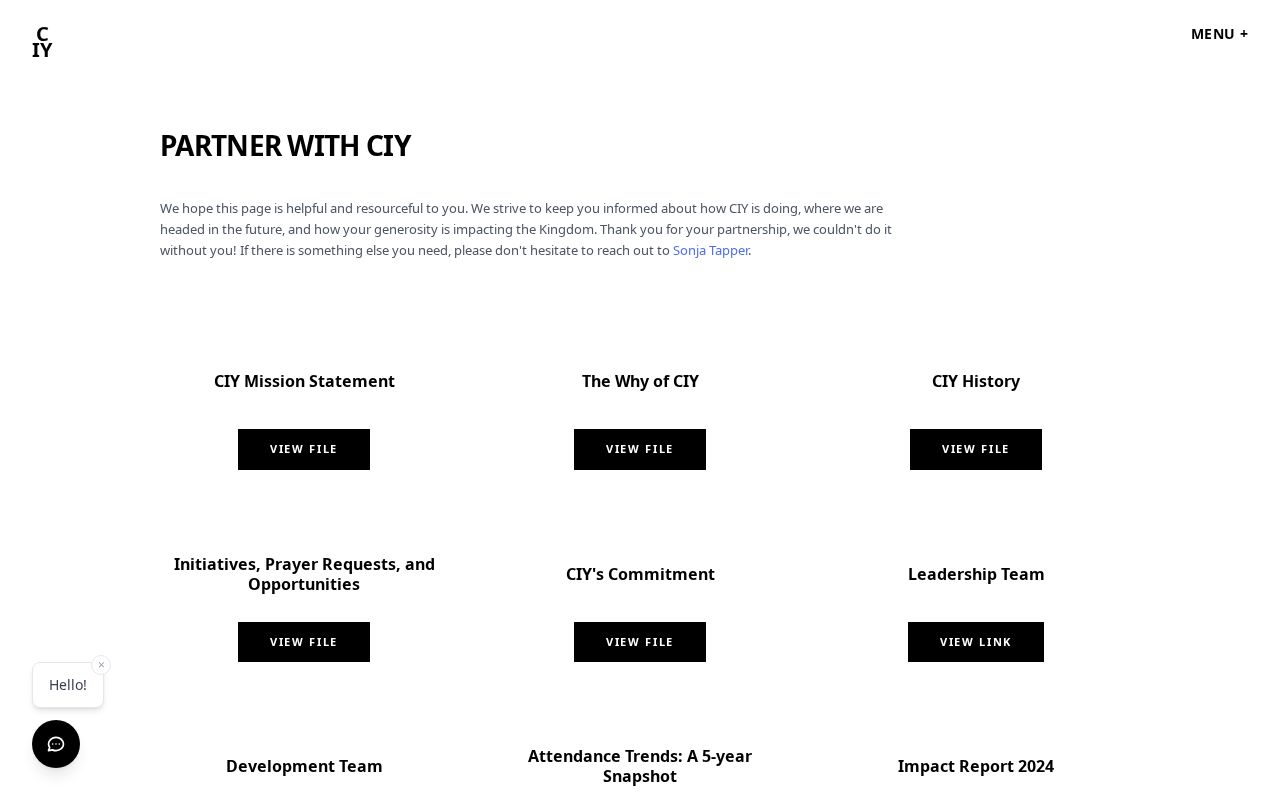 C
IY
MENU +
PARTNER WITH CIY
We hope this page is helpful and resourceful to you. We strive to keep you informed about how CIY is doing, where we are
headed in the future, and how your generosity is impacting the Kingdom. Thank you for your partnership, we couldn't do it
without you! If there is something else you need, please don't hesitate to reach out to Sonja Tapper.
CIY Mission Statement
The Why of CIY
CIY History
VIEW FILE
VIEW FILE
VIEW FILE
Initiatives, Prayer Requests, and
Opportunities
CIY's Commitment
Leadership Team
VIEW FILE
VIEW FILE
VIEW LINK
Hello!
Development Team
Attendance Trends: A 5-year
Snapshot
Impact Report 2024